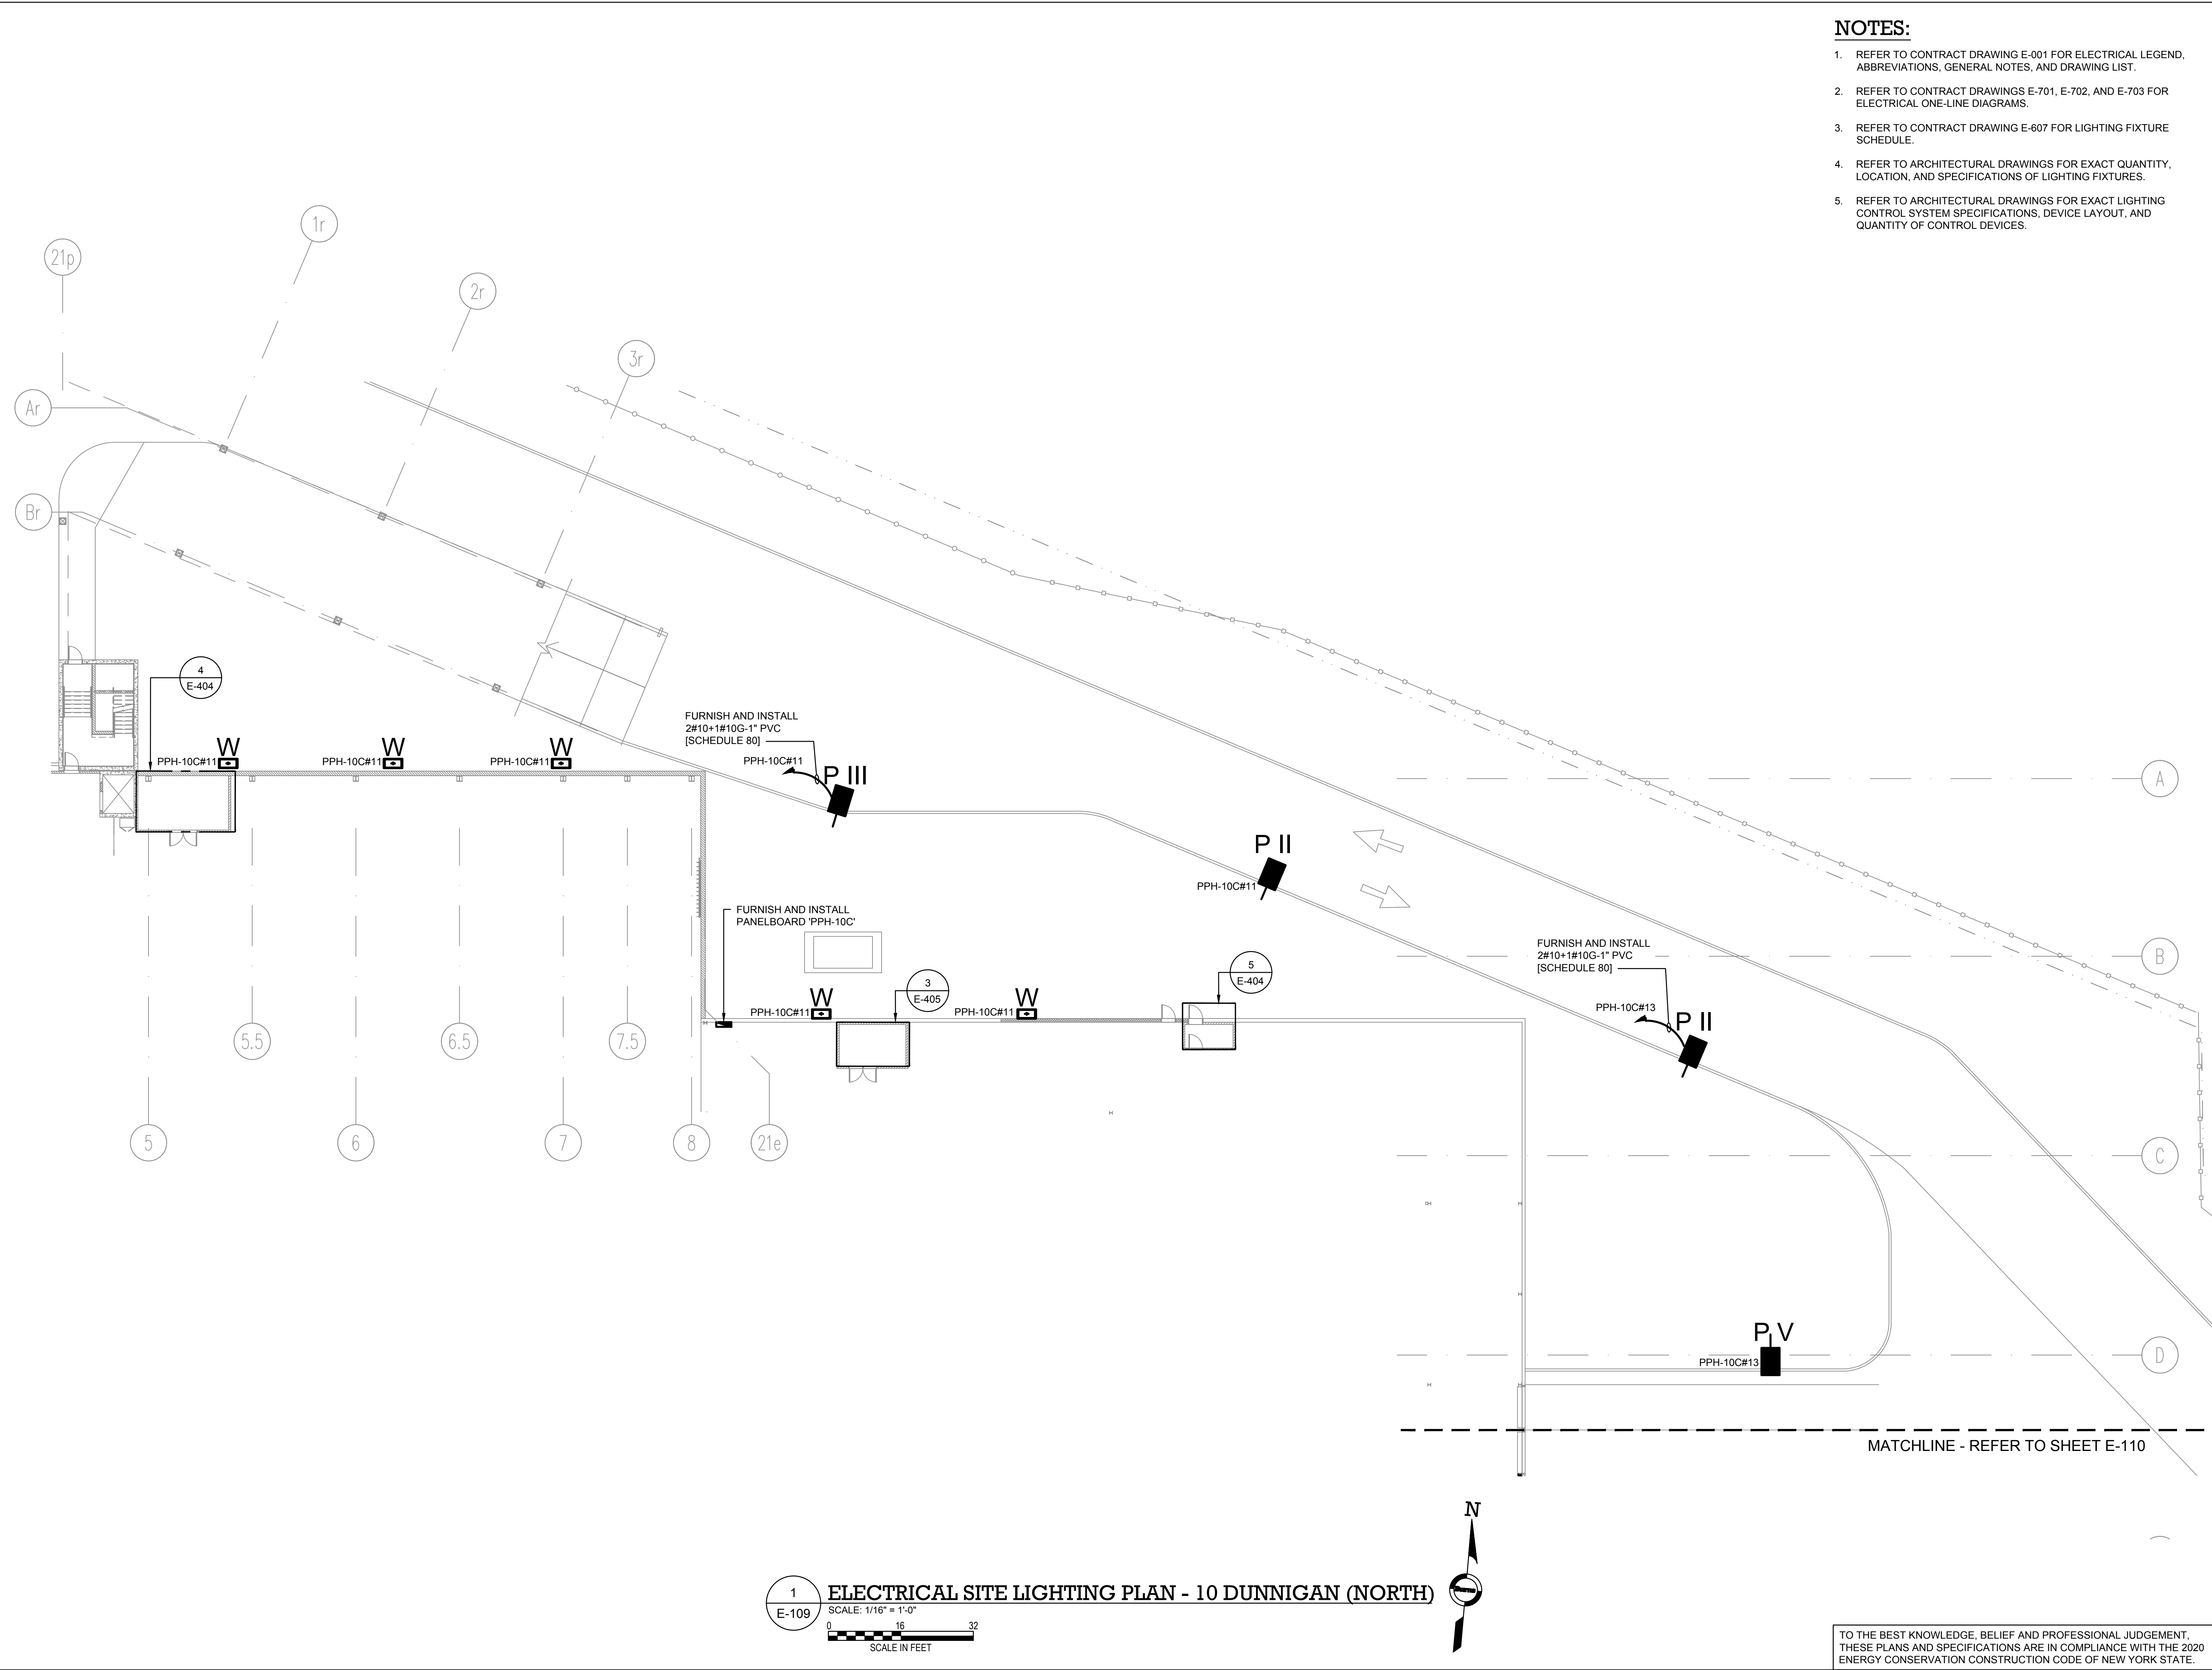 NOTES:
1. REFER TO CONTRACT DRAWING E-001 FOR ELECTRICAL LEGEND,
ABBREVIATIONS, GENERAL NOTES, AND DRAWING LIST.
2. REFER TO CONTRACT DRAWINGS E-701, E-702, AND E-703 FOR
ELECTRICAL ONE-LINE DIAGRAMS.
3. REFER TO CONTRACT DRAWING E-607 FOR LIGHTING FIXTURE
SCHEDULE.
4. REFER TO ARCHITECTURAL DRAWINGS FOR EXACT QUANTITY,
LOCATION, AND SPECIFICATIONS OF LIGHTING FIXTURES.
5. REFER TO ARCHITECTURAL DRAWINGS FOR EXACT LIGHTING
CONTROL SYSTEM SPECIFICATIONS, DEVICE LAYOUT, AND
QUANTITY OF CONTROL DEVICES.
1r
21p
2r
3r
Ar
Br
4
E-404
FURNISH AND INSTALL
2#10+1#10G-1" PVC
[SCHEDULE 80]
W
W
W
PPH-10C#11
PPH-10C#11
PPH-10C#11
PPH-10C#11
P III
A
P II
PPH-10C#11
FURNISH AND INSTALL
PANELBOARD 'PPH-10C'
FURNISH AND INSTALL
2#10+1#10G-1" PVC
[SCHEDULE 80]
B
5
E-404
3
E-405
W
W
PPH-10C#11
PPH-10C#11
PPH-10C#13
P II
5.5
6.5
7.5
5
6
7
8
21e
C
P V
PPH-10C#13
D
MATCHLINE - REFER TO SHEET E-110
N
1
E-109
ELECTRICAL SITE LIGHTING PLAN - 10 DUNNIGAN (NORTH)
SCALE: 1/16" = 1'-0"
0 16 32
SCALE IN FEET
TO THE BEST KNOWLEDGE, BELIEF AND PROFESSIONAL JUDGEMENT,
THESE PLANS AND SPECIFICATIONS ARE IN COMPLIANCE WITH THE 2020
ENERGY CONSERVATION CONSTRUCTION CODE OF NEW YORK STATE.